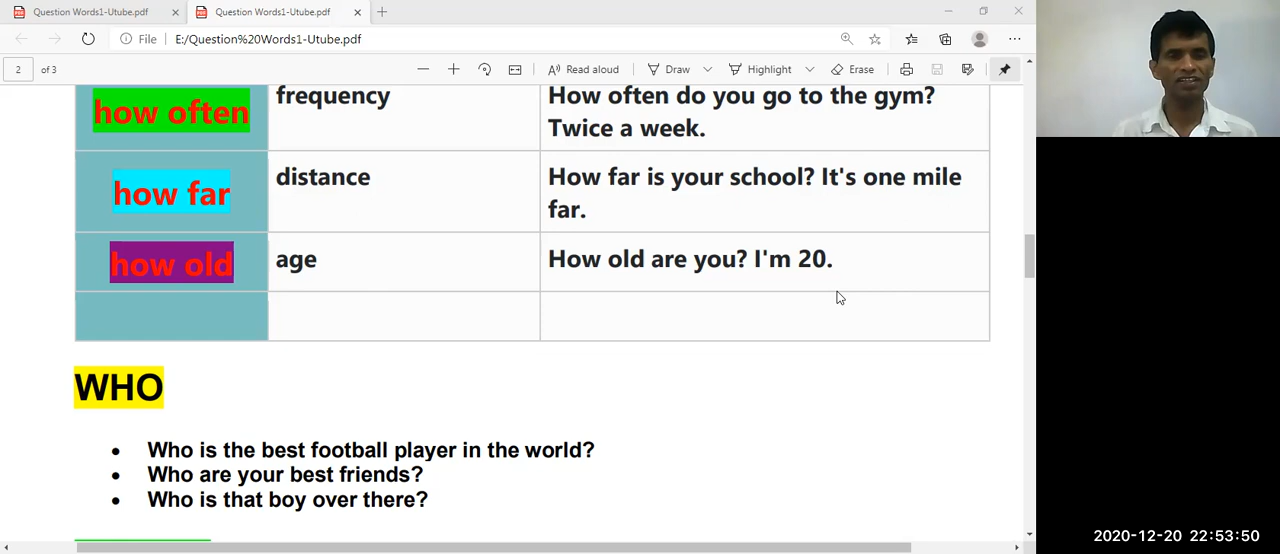 Question Words1-Utube.pdf
Question Words1-Utube.pdf
File
E:/Question%20Words1-Utube.pdf
2 of 3
Read aloud
Draw
Highlight
Erase
how often
frequency
How often do you go to the gym?
Twice a week.
how far
distance
How far is your school? It's one mile
far.
how old
age
How old are you? I'm 20.
WHO
• Who is the best football player in the world?
• Who are your best friends?
• Who is that boy over there?
2020-12-20 22:53:50